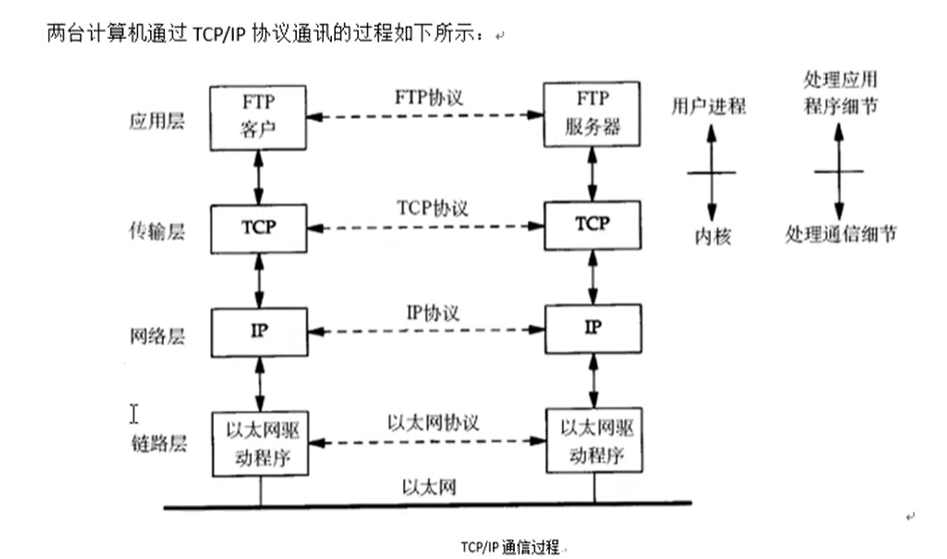 两台计算机通过 TCP/IP 协议通讯的过程如下所示：
应用层
FTP
客户
FTP协议
FTP
服务器
用户进程
处理应用
程序细节
传输层
TCP
TCP协议
TCP
内核
处理通信细节
网络层
IP
IP协议
IP
链路层
以太网驱
动程序
以太网协议
以太网驱
动程序
以太网
TCP/IP 通信过程